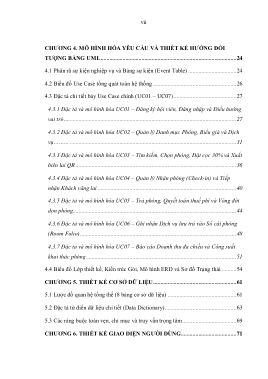 vii
CHƯƠNG 4. MÔ HÌNH HÓA YÊU CẦU VÀ THIẾT KẾ HƯỚNG ĐỐI
TƯỢNG BẰNG UML.....24
4.1 Phân rã sự kiện nghiệp vụ và Bảng sự kiện (Event Table).....24
4.2 Biểu đồ Use Case tổng quát toàn hệ thống.....26
4.3 Đặc tả chi tiết bảy Use Case chính (UC01 – UC07).....27
4.3.1 Đặc tả và mô hình hóa UC01 – Đăng ký hội viên, Đăng nhập và Điều hướng
vai trò.....27
4.3.2 Đặc tả và mô hình hóa UC02 – Quản lý Danh mục Phòng, Biểu giá và Dịch
vụ.....31
4.3.3 Đặc tả và mô hình hóa UC03 – Tìm kiếm, Chọn phòng, Đặt cọc 30% và Xuất
biên lai QR.....36
4.3.4 Đặc tả và mô hình hóa UC04 – Quản lý Nhận phòng (Check-in) và Tiếp
nhận Khách vãng lai.....40
4.3.5 Đặc tả và mô hình hóa UC05 – Trả phòng, Quyết toán thuế phí và Vòng đời
dọn phòng.....44
4.3.6 Đặc tả và mô hình hóa UC06 – Ghi nhận Dịch vụ lưu trú vào Sổ cái phòng
(Room Folio).....48
4.3.7 Đặc tả và mô hình hóa UC07 – Báo cáo Doanh thu đa chiều và Công suất
khai thác phòng.....51
4.4 Biểu đồ Lớp thiết kế, Kiến trúc Gói, Mô hình ERD và Sơ đồ Trạng thái.....54
CHƯƠNG 5. THIẾT KẾ CƠ SỞ DỮ LIỆU.....61
5.1 Lược đồ quan hệ tổng thể (8 bảng cơ sở dữ liệu).....61
5.2 Đặc tả từ điển dữ liệu chi tiết (Data Dictionary).....63
5.3 Các ràng buộc toàn vẹn, chỉ mục và truy vấn trọng tâm.....69
CHƯƠNG 6. THIẾT KẾ GIAO DIỆN NGƯỜI DÙNG.....71